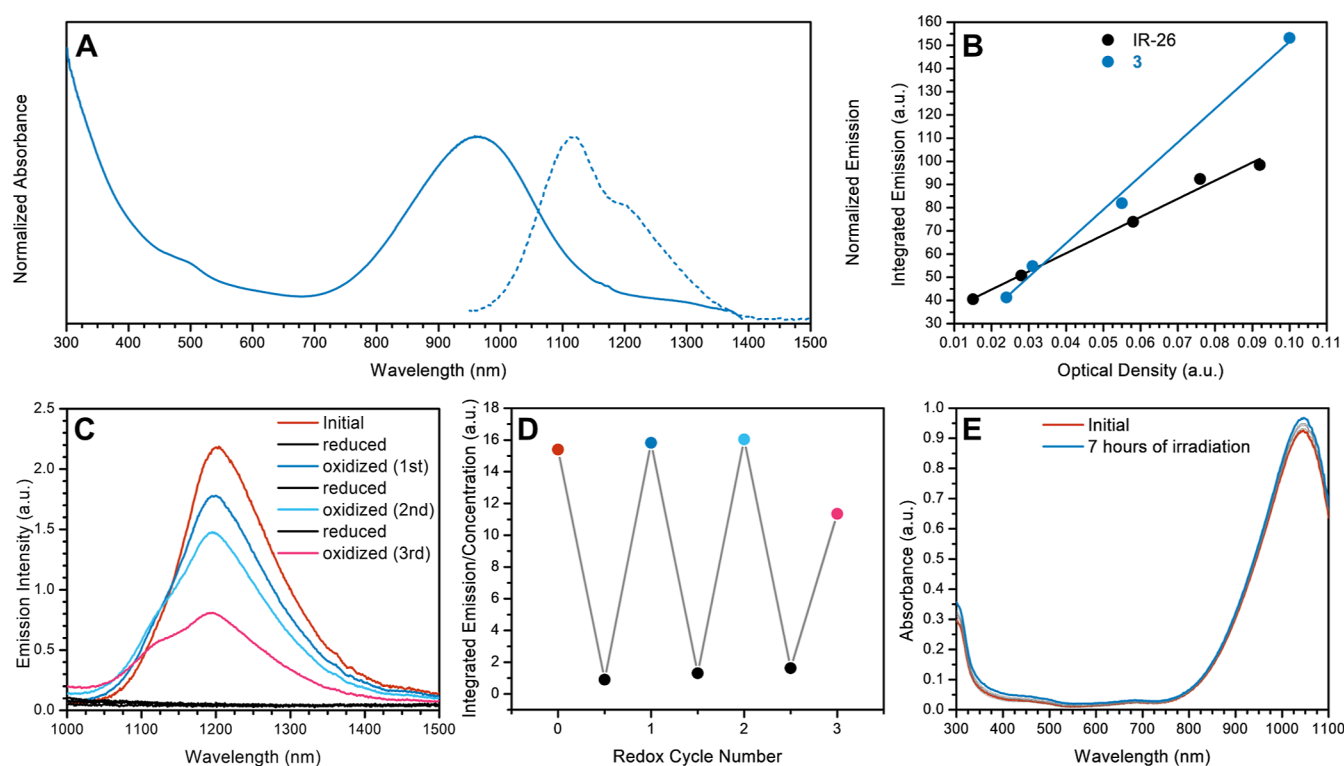 A
Normalized Absorbance
Normalized Emission
300 400 500 600 700 800 900 1000 1100 1200 1300 1400 1500
Wavelength (nm)
B
IR-26
3
Integrated Emission (a.u.)
160
150
140
130
120
110
100
90
80
70
60
50
40
30
0.01 0.02 0.03 0.04 0.05 0.06 0.07 0.08 0.09 0.10 0.11
Optical Density (a.u.)
C
Initial
reduced
oxidized (1st)
reduced
oxidized (2nd)
reduced
oxidized (3rd)
Emission Intensity (a.u.)
2.5
2.0
1.5
1.0
0.5
0.0
1000 1100 1200 1300 1400 1500
Wavelength (nm)
D
Integrated Emission/Concentration (a.u.)
18
16
14
12
10
8
6
4
2
0
0 1 2 3
Redox Cycle Number
E
Initial
7 hours of irradiation
Absorbance (a.u.)
1.0
0.9
0.8
0.7
0.6
0.5
0.4
0.3
0.2
0.1
0.0
300 400 500 600 700 800 900 1000 1100
Wavelength (nm)